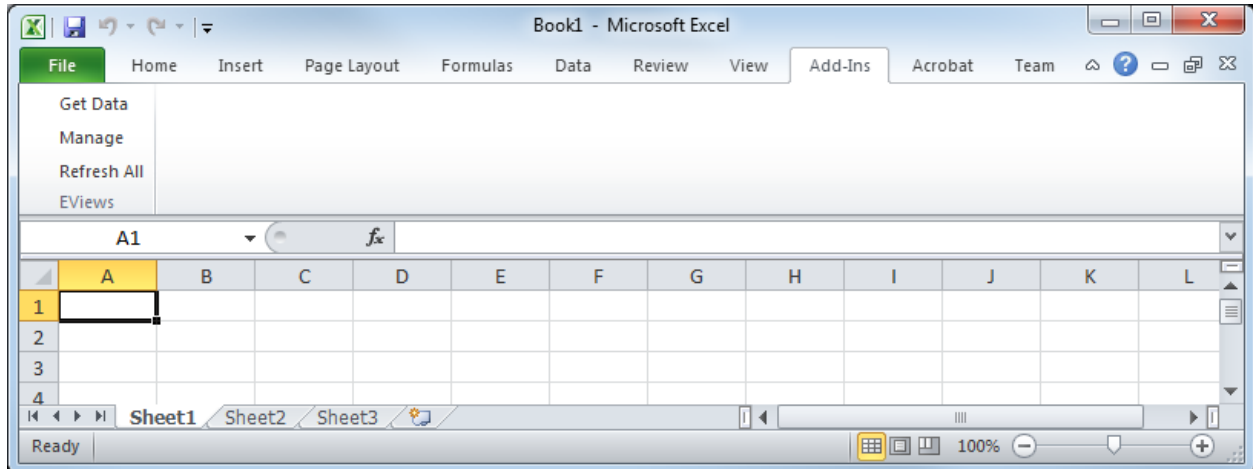 Book1 - Microsoft Excel
File Home Insert Page Layout Formulas Data Review View Add-Ins Acrobat Team
Get Data
Manage
Refresh All
EViews
A1 fx
A B C D E F G H I J K L
1
2
3
4
Sheet1 Sheet2 Sheet3
Ready 100%